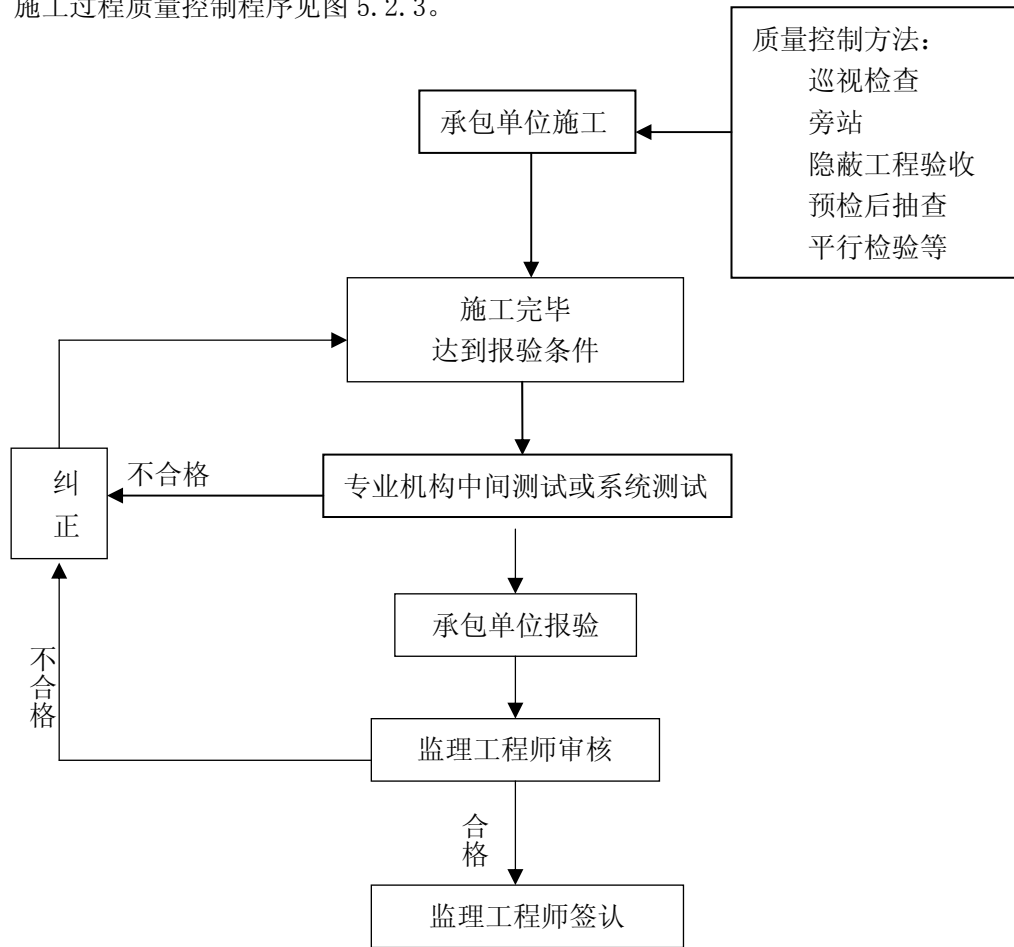 施工过程质量控制程序见图 5.2.3。
质量控制方法：
巡视检查
旁站
隐蔽工程验收
预检后抽查
平行检验等
承包单位施工
施工完毕
达到报验条件
专业机构中间测试或系统测试
不合格
纠
正
承包单位报验
不
合
格
监理工程师审核
合
格
监理工程师签认